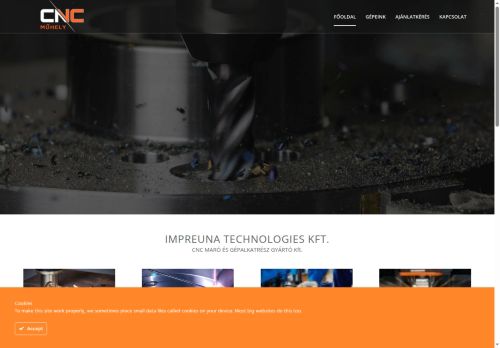 CNC
MŰHELY
FŐOLDAL GÉPEINK AJÁNLATKÉRÉS KAPCSOLAT
IMPREUNA TECHNOLOGIES KFT.
CNC MARÓ ÉS GÉPALKATRÉSZ GYÁRTÓ Kft.
Cookies
To make this site work properly, we sometimes place small data files called cookies on your device. Most big websites do this too.
Accept